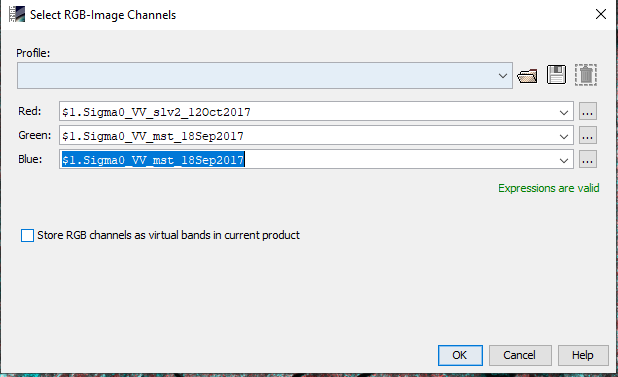 Select RGB-Image Channels
Profile:
Red: $1.Sigma0_VV_slv2_12Oct2017 ...
Green: $1.Sigma0_VV_mst_18Sep2017 ...
Blue: $1.Sigma0_VV_mst_18Sep2017 ...
Expressions are valid
Store RGB channels as virtual bands in current product
OK Cancel Help